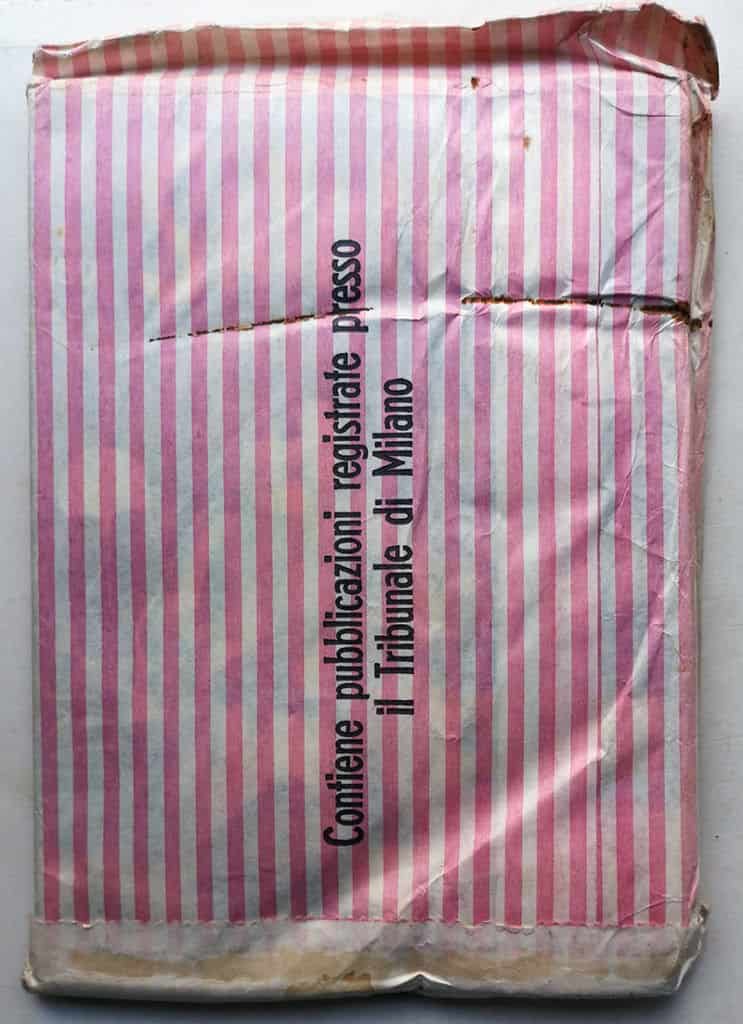 Contiene pubblicazioni registrate presso
il Tribunale di Milano